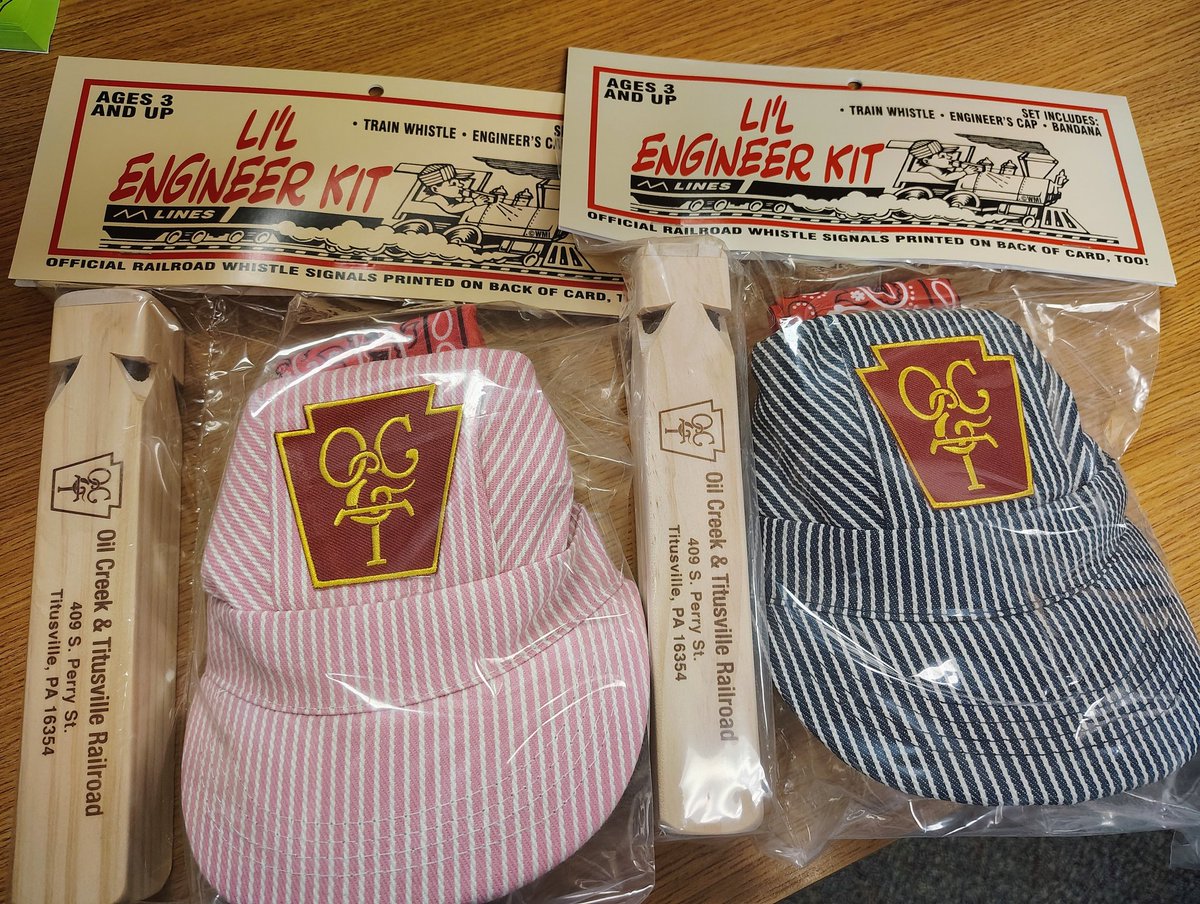 AGES 3
AND UP
LI'L
ENGINEER KIT
• TRAIN WHISTLE • ENGINEER'S
LINES
©WMI
OFFICIAL RAILROAD WHISTLE SIGNALS PRINTED ON BACK OF CARD,
AGES 3
AND UP
LI'L
ENGINEER KIT
SET INCLUDES:
• TRAIN WHISTLE • ENGINEER'S CAP • BANDANA
LINES
©WMI
OFFICIAL RAILROAD WHISTLE SIGNALS PRINTED ON BACK OF CARD, TOO!
OC&T
Oil Creek & Titusville Railroad
409 S. Perry St.
Titusville, PA 16354
OC&T
OC&T
Oil Creek & Titusville Railroad
409 S. Perry St.
Titusville, PA 16354
OC&T